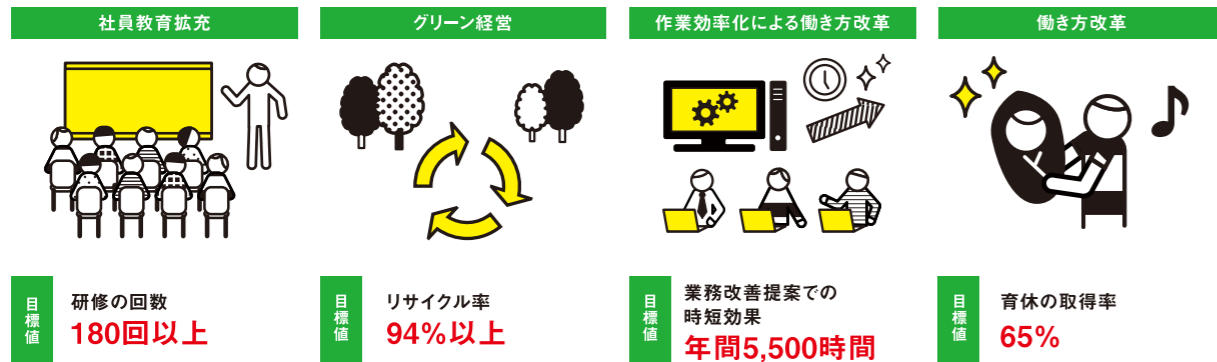 社員教育拡充
グリーン経営
作業効率化による働き方改革
働き方改革
目標値
研修の回数
180回以上
目標値
リサイクル率
94%以上
目標値
業務改善提案での
時短効果
年間5,500時間
目標値
育休の取得率
65%